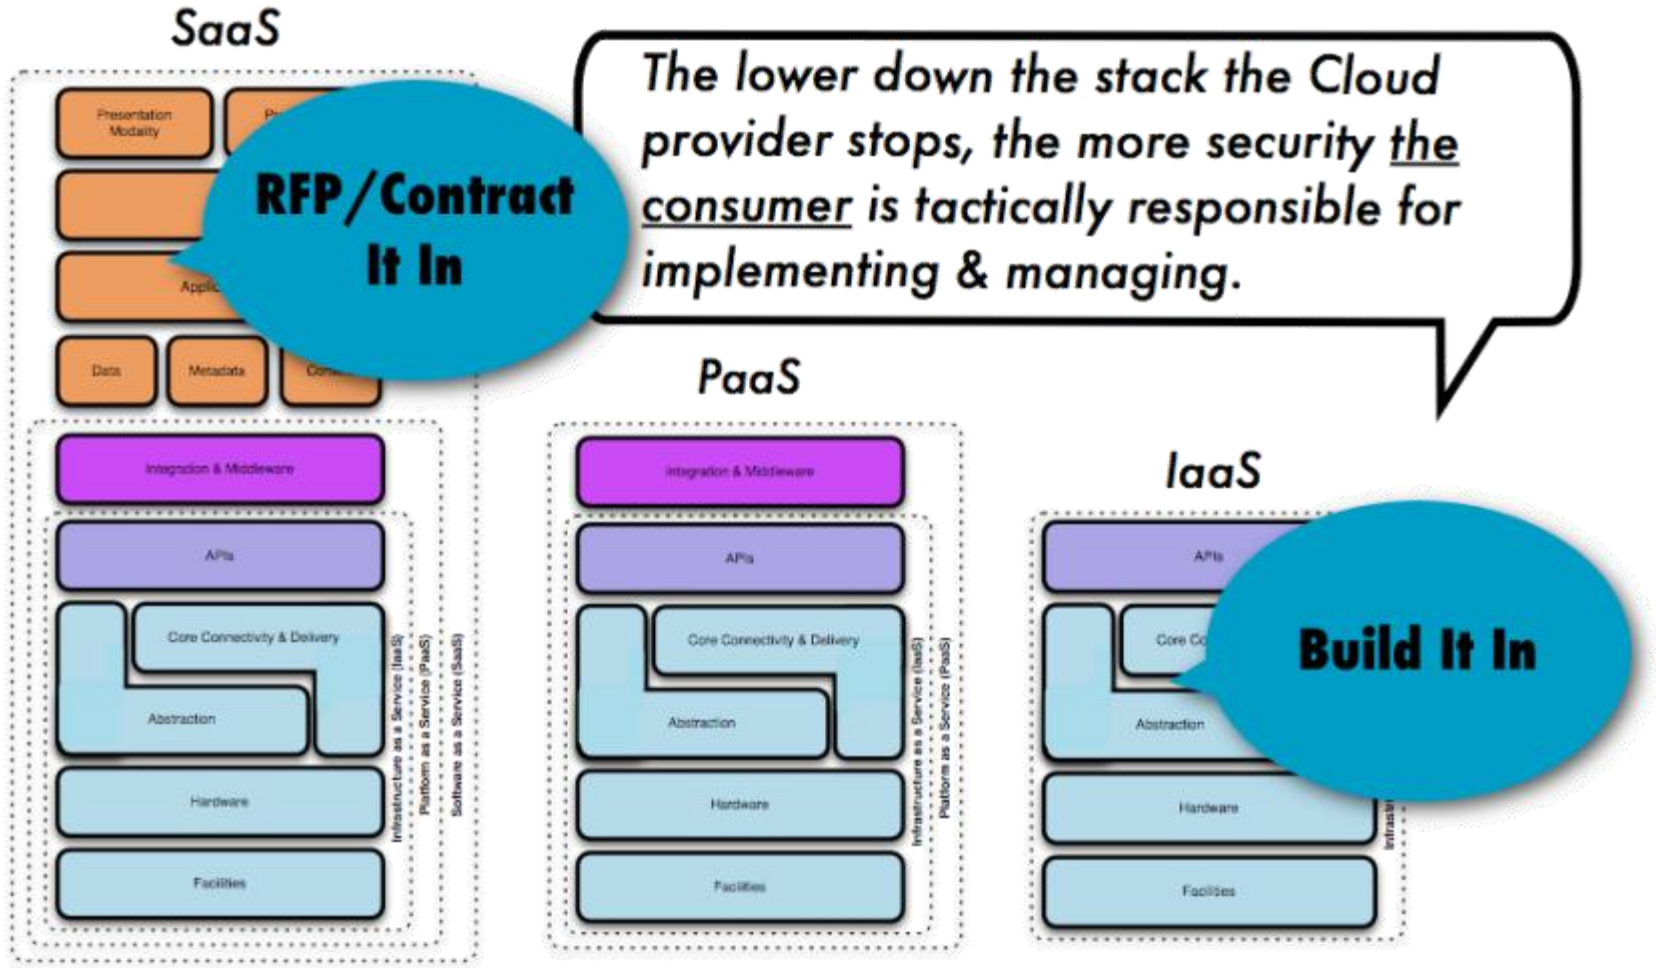 SaaS
The lower down the stack the Cloud
provider stops, the more security the
consumer is tactically responsible for
implementing & managing.
Presentation
Modality
RFP/Contract
It In
Data
Metadata
Integration & Middleware
APIs
Core Connectivity & Delivery
Abstraction
Hardware
Facilities
Infrastructure as a Service (IaaS)
Platform as a Service (PaaS)
Software as a Service (SaaS)
PaaS
Integration & Middleware
APIs
Core Connectivity & Delivery
Abstraction
Hardware
Facilities
Infrastructure as a Service (IaaS)
Platform as a Service (PaaS)
IaaS
APIs
Core
Build It In
Abstraction
Hardware
Facilities